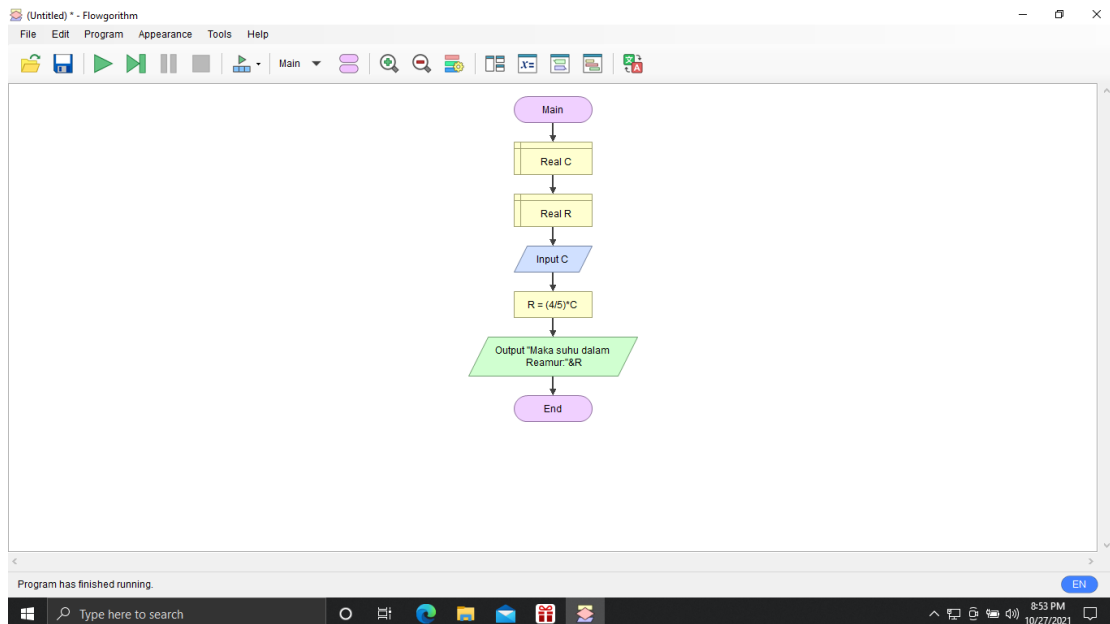 (Untitled) * - Flowgorithm
File Edit Program Appearance Tools Help
Main
Main
Real C
Real R
Input C
R = (4/5)*C
Output "Maka suhu dalam
Reamur:"&R
End
Program has finished running.
EN
Type here to search
8:53 PM
10/27/2021